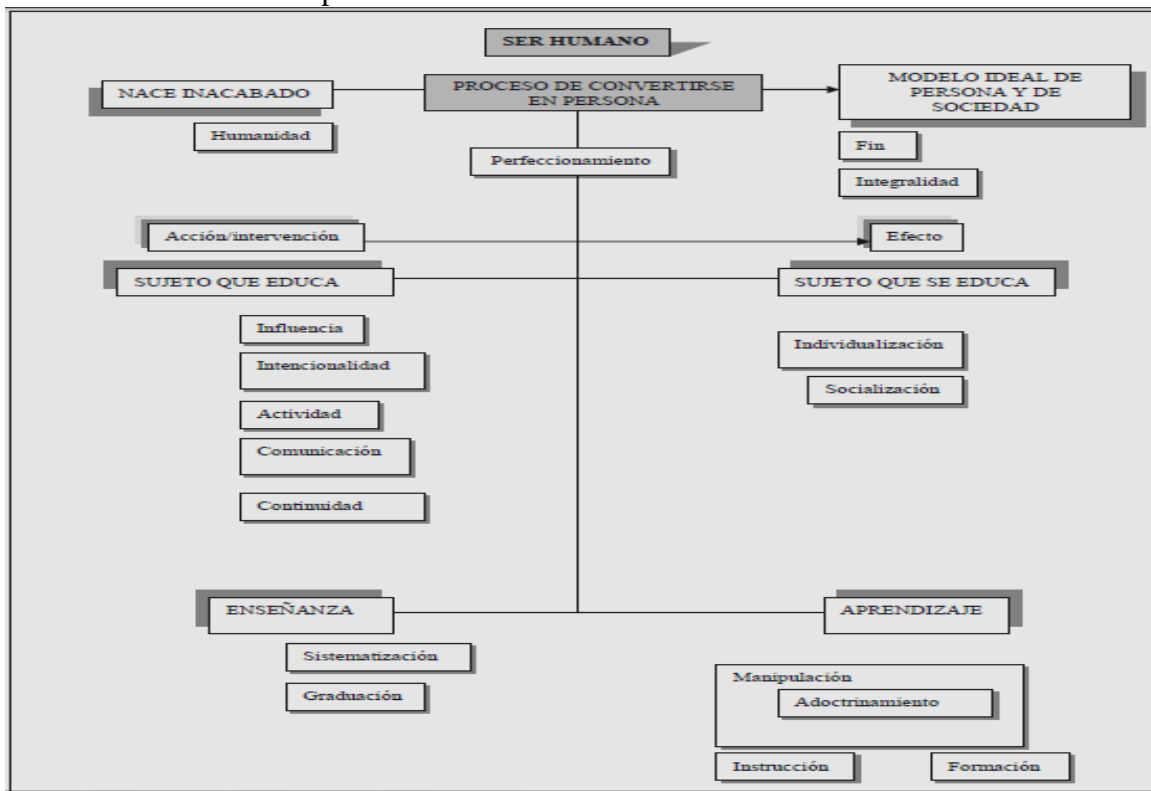 SER HUMANO
NACE INACABADO
PROCESO DE CONVERTIRSE
EN PERSONA
MODELO IDEAL DE
PERSONA Y DE
SOCIEDAD
Humanidad
Perfeccionamiento
Fin
Integralidad
Acción/intervención
Efecto
SUJETO QUE EDUCA
SUJETO QUE SE EDUCA
Influencia
Intencionalidad
Actividad
Comunicación
Continuidad
Individualización
Socialización
ENSEÑANZA
APRENDIZAJE
Sistematización
Graduación
Manipulación
Adoctrinamiento
Instrucción
Formación